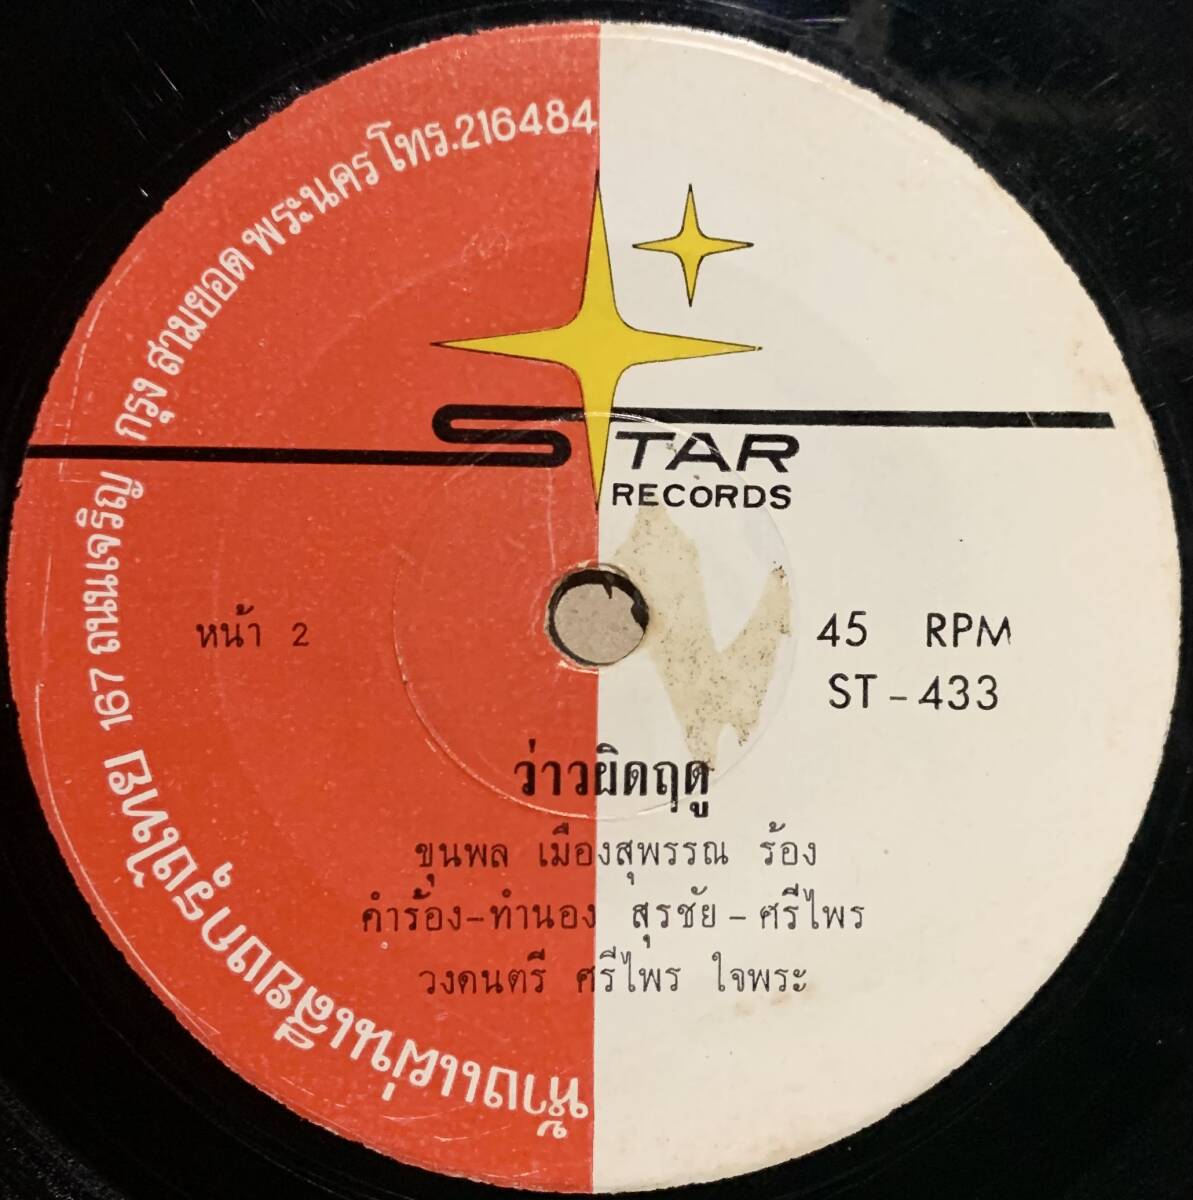 ห้างแผ่นเสียงกรุงไทย 167 ถนนเจริญ กรุง สามยอด พระนคร โทร.216484
STAR
RECORDS
หน้า 2
45 RPM
ST-433
ว่าวผิดฤดู
ขุนพล เมืองสุพรรณ ร้อง
คำร้อง-ทำนอง สุรชัย-ศรีไพร
วงดนตรี ศรีไพร ใจพระ